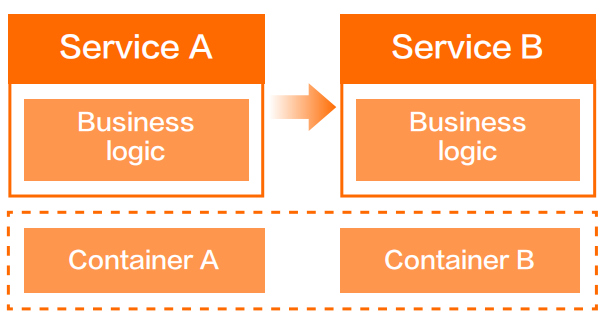 Service A
Service B
Business
logic
Business
logic
Container A
Container B